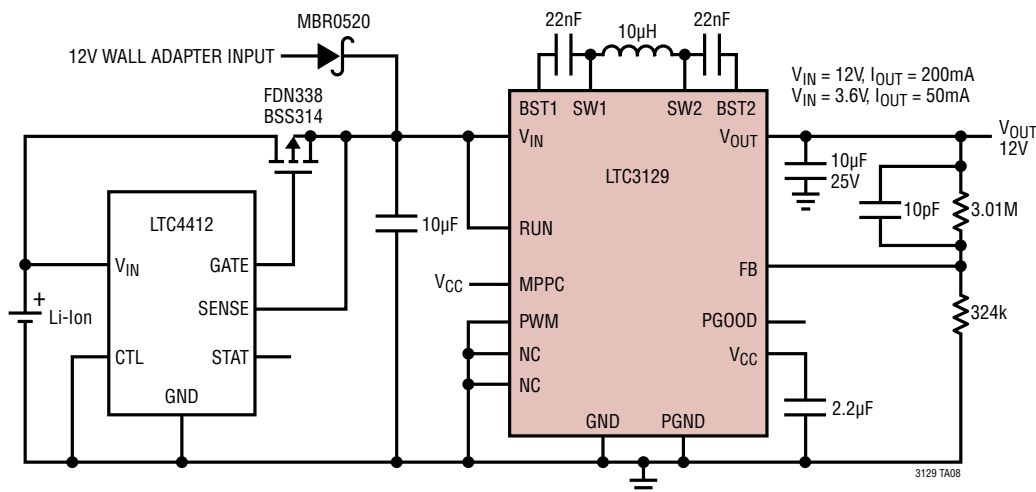 MBR0520
12V WALL ADAPTER INPUT
FDN338
BSS314
22nF
10µH
22nF
BST1
SW1
SW2
BST2
VIN = 12V, IOUT = 200mA
VIN = 3.6V, IOUT = 50mA
VIN
VOUT
VOUT
12V
LTC3129
10µF
25V
10pF
3.01M
LTC4412
10µF
RUN
VIN
GATE
FB
VCC
MPPC
+
Li-Ion
SENSE
324k
PWM
PGOOD
CTL
STAT
NC
VCC
NC
GND
2.2µF
GND
PGND
3129 TA08